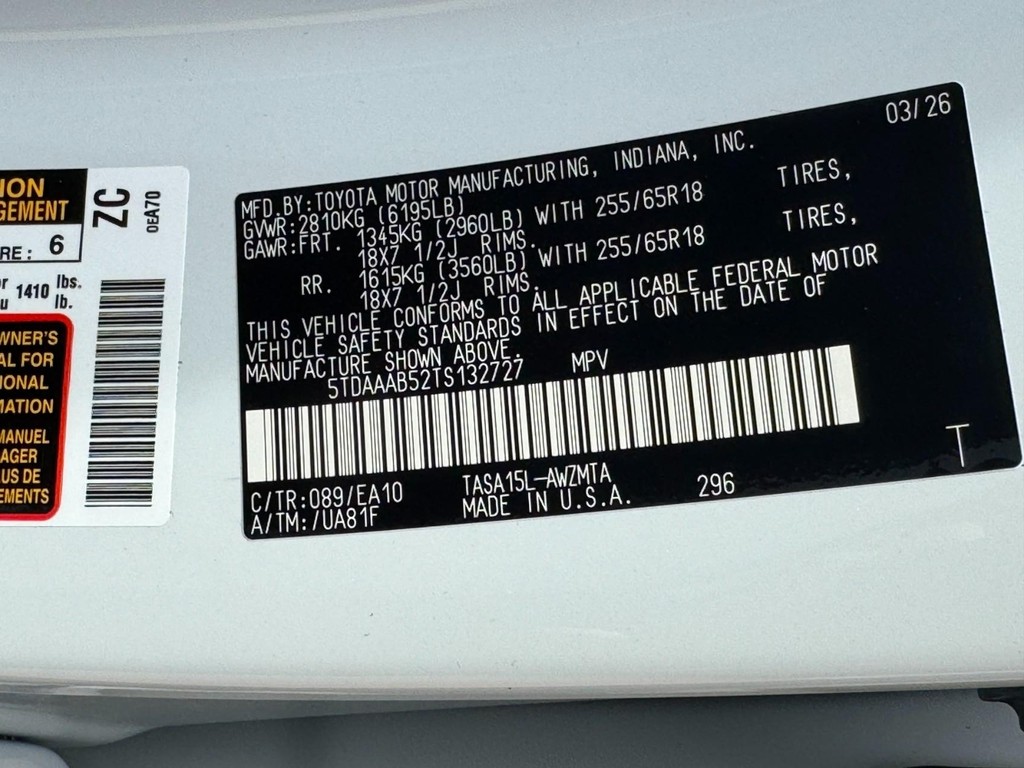 ION
GEMENT
RE: 6
or 1410 lbs.
u lb.
WNER'S
AL FOR
IONAL
MATION
MANUEL
AGER
US DE
EMENTS
ZC
0EA70
03/26
MFD.BY:TOYOTA MOTOR MANUFACTURING, INDIANA, INC.
GVWR:2810KG (6195LB)
GAWR:FRT. 1345KG (2960LB) WITH 255/65R18 TIRES,
18X7 1/2J RIMS.
RR. 1615KG (3560LB) WITH 255/65R18 TIRES,
18X7 1/2J RIMS.
THIS VEHICLE CONFORMS TO ALL APPLICABLE FEDERAL MOTOR
VEHICLE SAFETY STANDARDS IN EFFECT ON THE DATE OF
MANUFACTURE SHOWN ABOVE.
5TDAAAB52TS132727 MPV
C/TR:089/EA10 TASA15L-AWZMTA
A/TM:/UA81F MADE IN U.S.A. 296
T